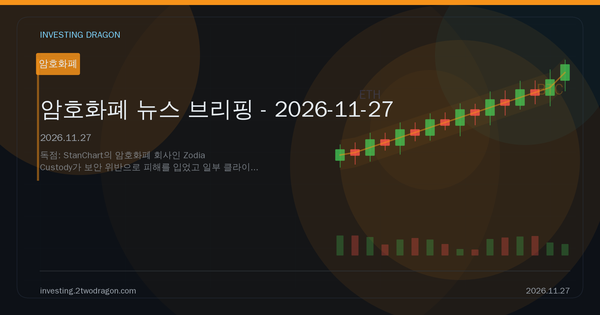 INVESTING DRAGON
암호화폐
ETH
암호화폐 뉴스 브리핑 - 2026-11-27
2026.11.27
독점: StanChart의 암호화폐 회사인 Zodia
Custody가 보안 위반으로 피해를 입었고 일부 클라이...
investing.2twodragon.com
2026.11.27